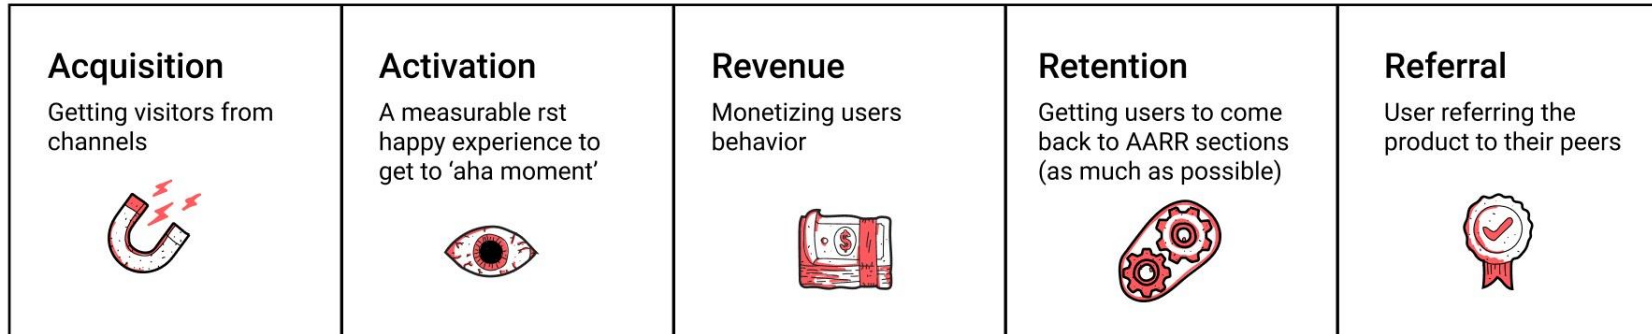 Acquisition
Getting visitors from
channels
Activation
A measurable rst
happy experience to
get to ‘aha moment’
Revenue
Monetizing users
behavior
$
Retention
Getting users to come
back to AARR sections
(as much as possible)
Referral
User referring the
product to their peers